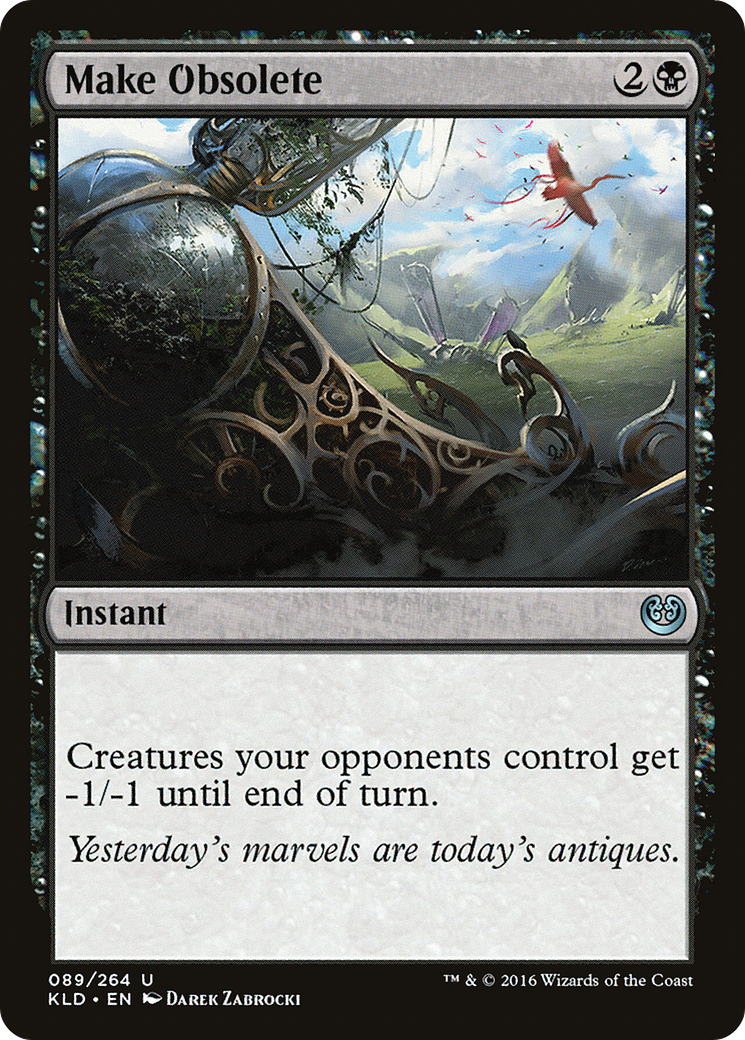 Make Obsolete 2
Instant
Creatures your opponents control get
-1/-1 until end of turn.
Yesterday's marvels are today's antiques.
089/264 U
™ & © 2016 Wizards of the Coast
KLD • EN Darek Zabrocki